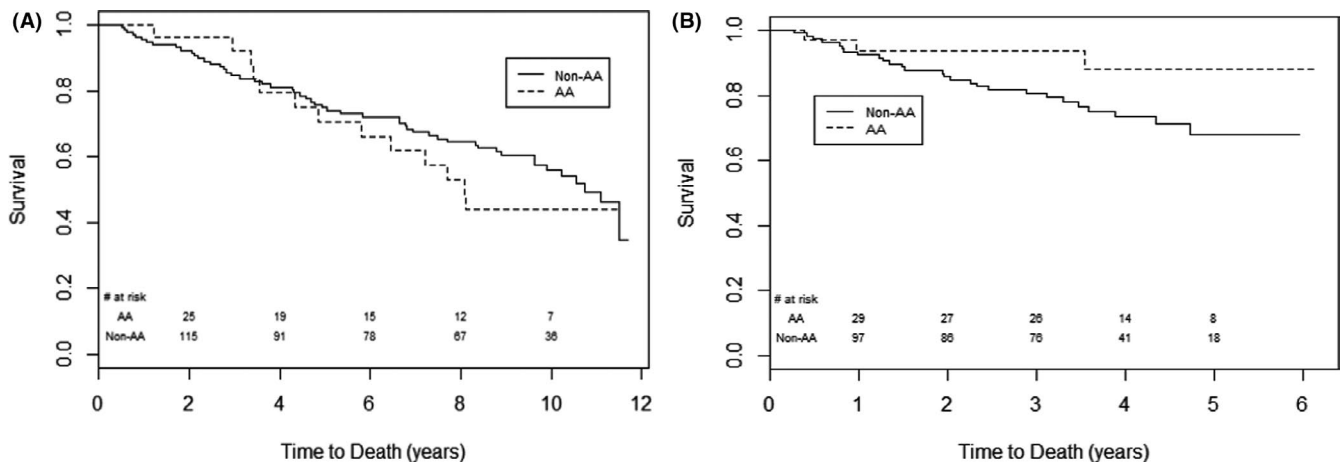 (A)
Survival
1.0
0.8
0.6
0.4
0.2
0.0
Non-AA
AA
# at risk
AA 25 19 15 12 7
Non-AA 115 91 78 67 36
0 2 4 6 8 10 12
Time to Death (years)
(B)
Survival
1.0
0.8
0.6
0.4
0.2
0.0
Non-AA
AA
# at risk
AA 29 27 26 14 8
Non-AA 97 86 76 41 18
0 1 2 3 4 5 6
Time to Death (years)